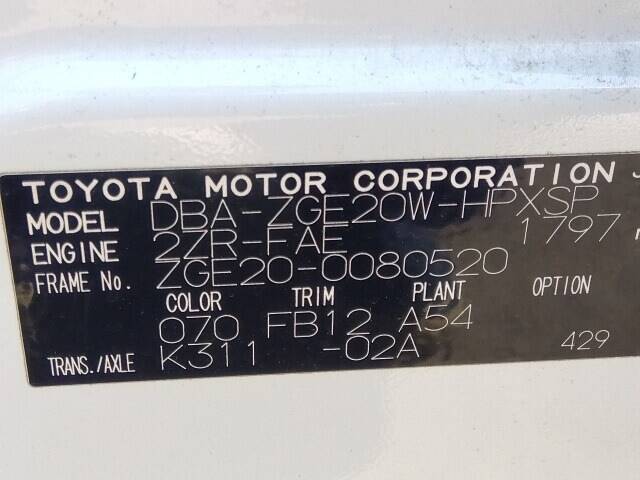 TOYOTA MOTOR CORPORATION J
MODEL DBA-ZGE20W-HPXSP
ENGINE 2ZR-FAE 1797
FRAME No. ZGE20-0080520
COLOR TRIM PLANT OPTION
070 FB12 A54
TRANS./AXLE K311 -02A 429